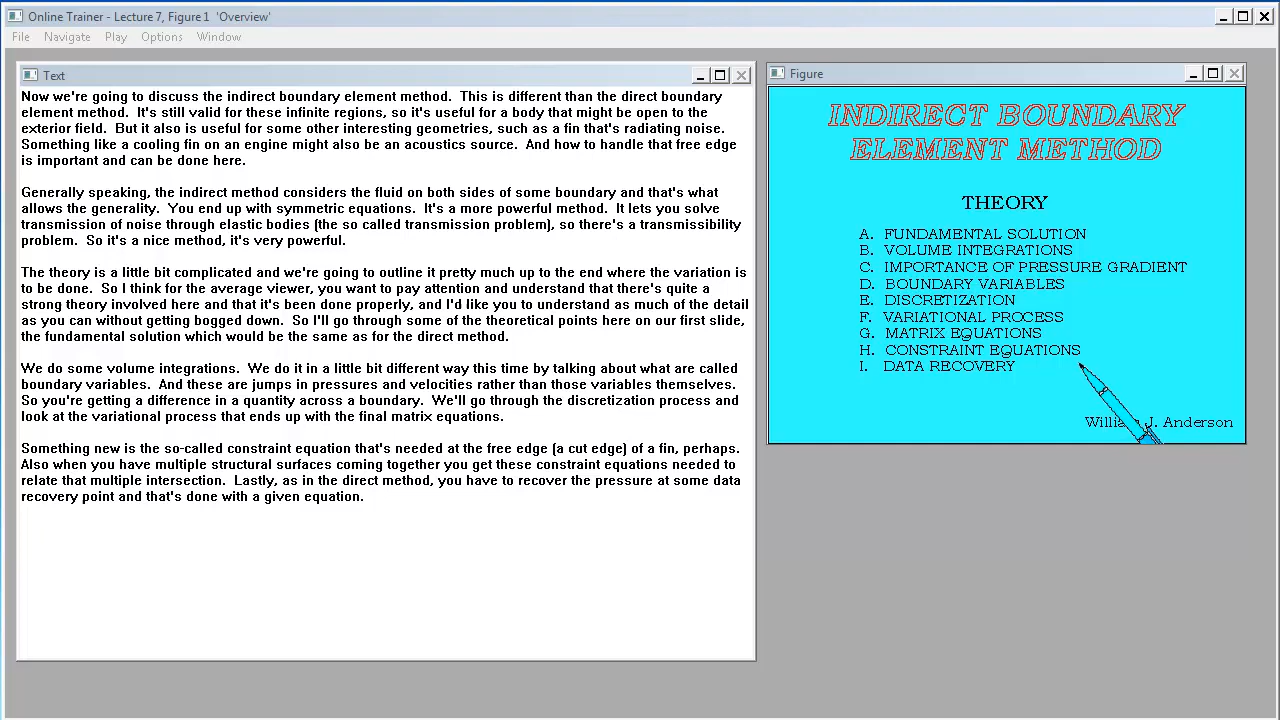 Online Trainer - Lecture 7, Figure 1 'Overview'
File Navigate Play Options Window
Text
Now we're going to discuss the indirect boundary element method. This is different than the direct boundary
element method. It's still valid for these infinite regions, so it's useful for a body that might be open to the
exterior field. But it also is useful for some other interesting geometries, such as a fin that's radiating noise.
Something like a cooling fin on an engine might also be an acoustics source. And how to handle that free edge
is important and can be done here.
Generally speaking, the indirect method considers the fluid on both sides of some boundary and that's what
allows the generality. You end up with symmetric equations. It's a more powerful method. It lets you solve
transmission of noise through elastic bodies (the so called transmission problem), so there's a transmissibility
problem. So it's a nice method, it's very powerful.
The theory is a little bit complicated and we're going to outline it pretty much up to the end where the variation is
to be done. So I think for the average viewer, you want to pay attention and understand that there's quite a
strong theory involved here and that it's been done properly, and I'd like you to understand as much of the detail
as you can without getting bogged down. So I'll go through some of the theoretical points here on our first slide,
the fundamental solution which would be the same as for the direct method.
We do some volume integrations. We do it in a little bit different way this time by talking about what are called
boundary variables. And these are jumps in pressures and velocities rather than those variables themselves.
So you're getting a difference in a quantity across a boundary. We'll go through the discretization process and
look at the variational process that ends up with the final matrix equations.
Something new is the so-called constraint equation that's needed at the free edge (a cut edge) of a fin, perhaps.
Also when you have multiple structural surfaces coming together you get these constraint equations needed to
relate that multiple intersection. Lastly, as in the direct method, you have to recover the pressure at some data
recovery point and that's done with a given equation.
Figure
INDIRECT BOUNDARY
ELEMENT METHOD
THEORY
A. FUNDAMENTAL SOLUTION
B. VOLUME INTEGRATIONS
C. IMPORTANCE OF PRESSURE GRADIENT
D. BOUNDARY VARIABLES
E. DISCRETIZATION
F. VARIATIONAL PROCESS
G. MATRIX EQUATIONS
H. CONSTRAINT EQUATIONS
I. DATA RECOVERY
J. Anderson